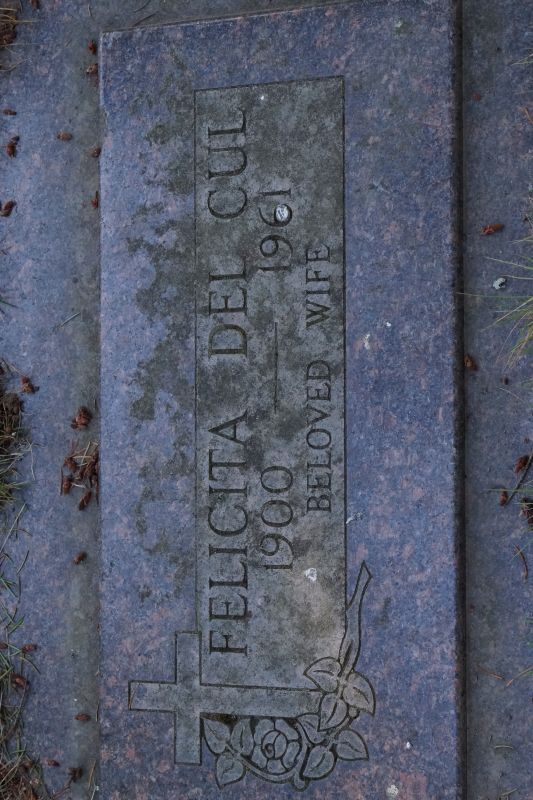 FELICITA DEL CUL
1900 — 1961
BELOVED WIFE